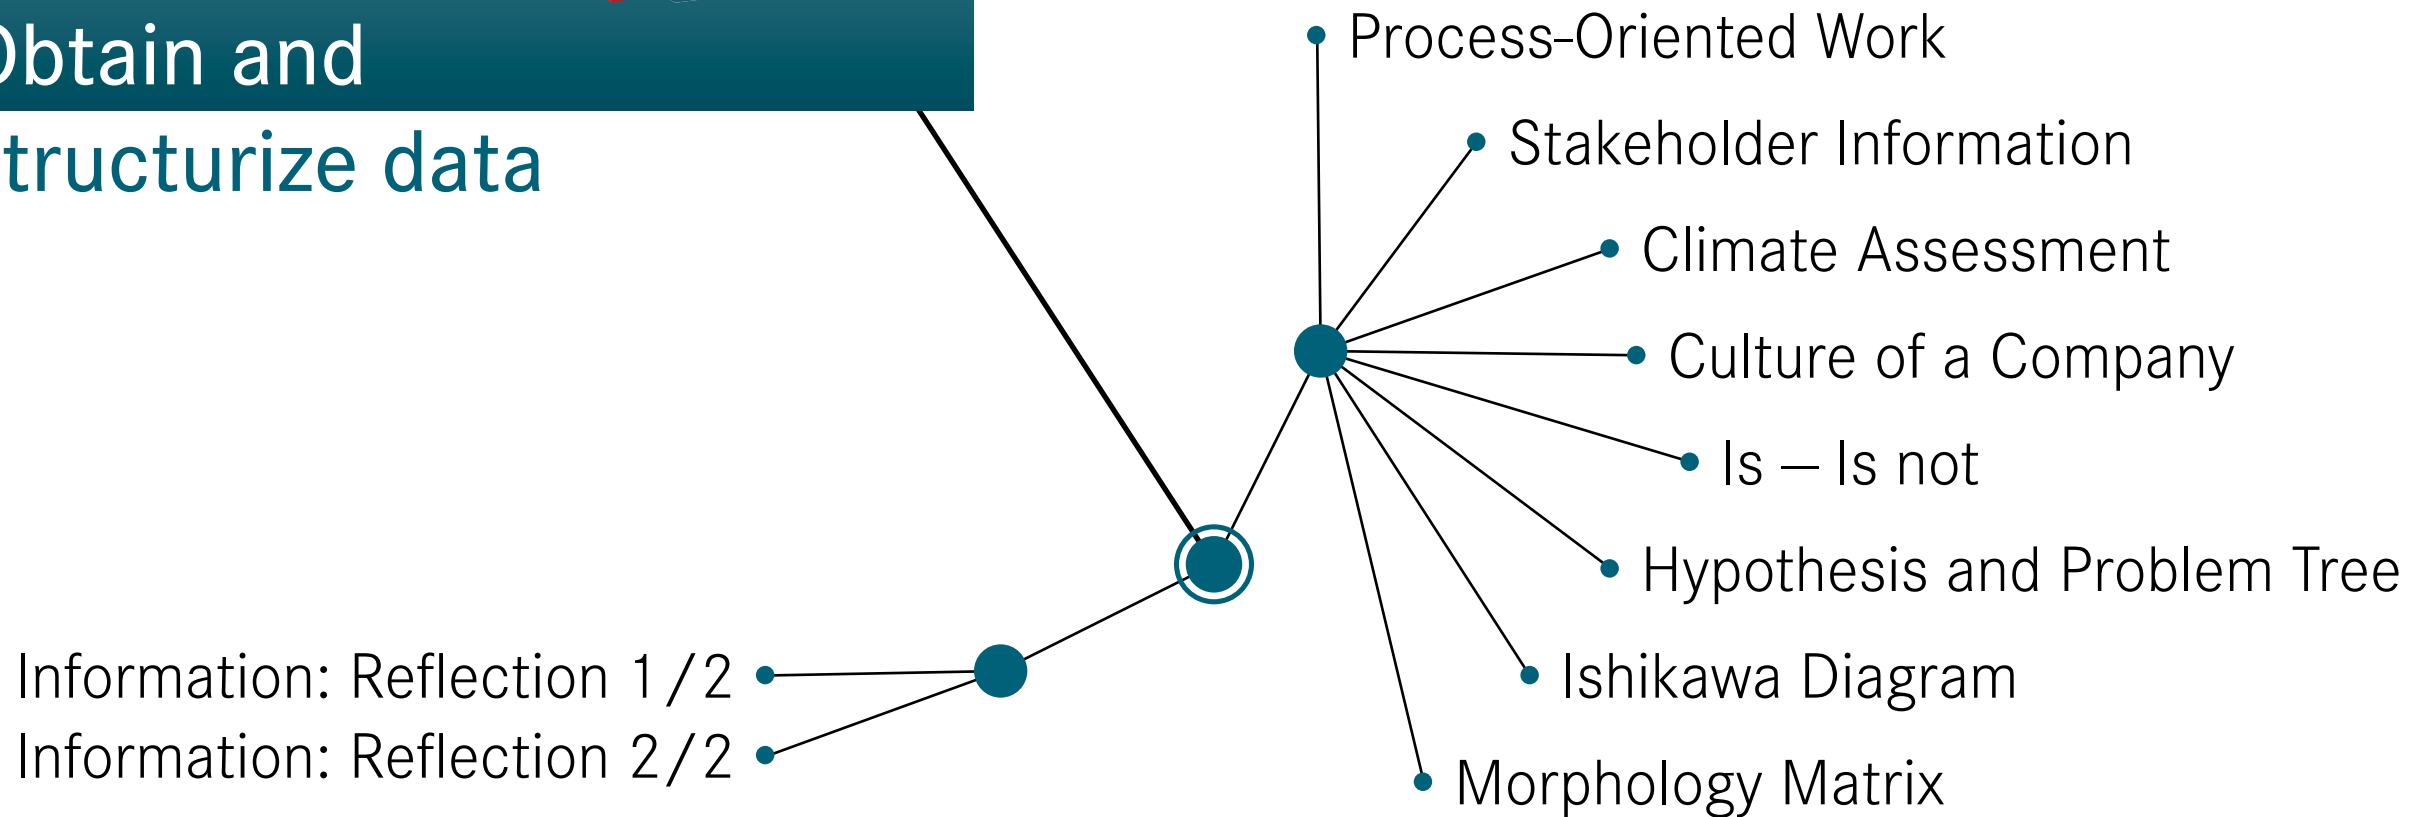 Obtain and
tructurize data
Process-Oriented Work
Stakeholder Information
Climate Assessment
Culture of a Company
Is – Is not
Hypothesis and Problem Tree
Ishikawa Diagram
Morphology Matrix
Information: Reflection 1/2
Information: Reflection 2/2